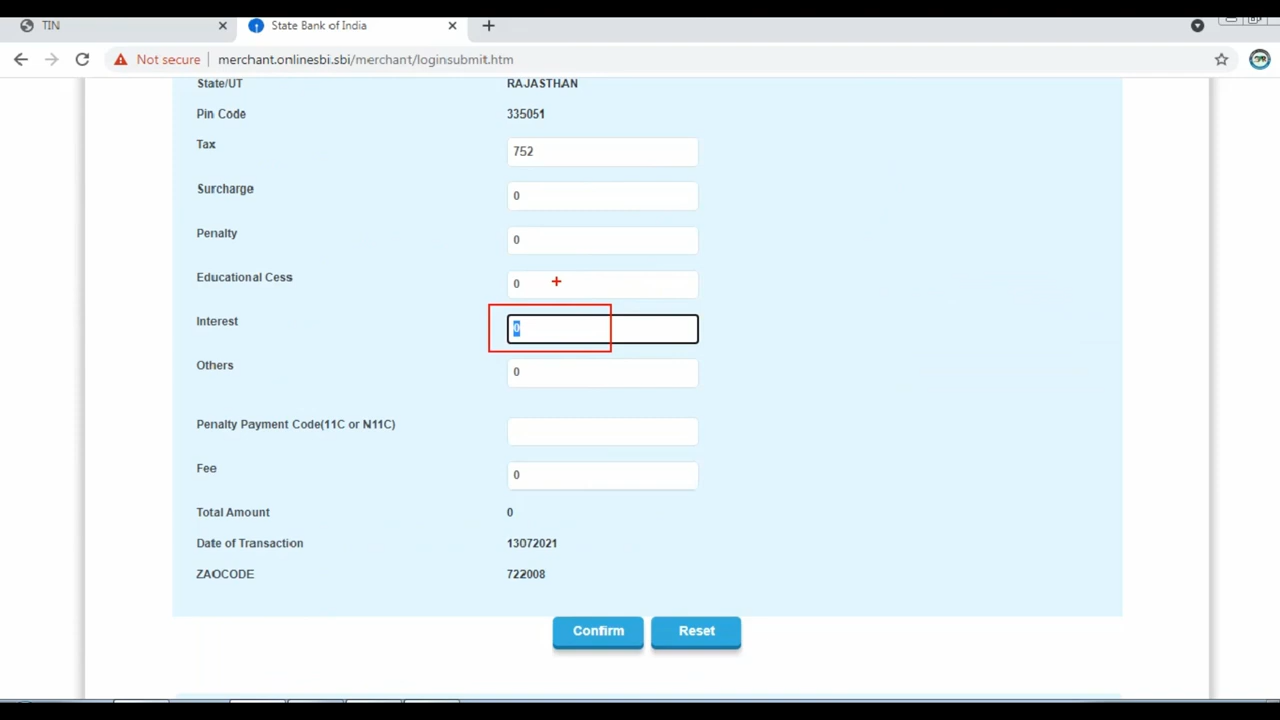 TIN
State Bank of India
Not secure
merchant.onlinesbi.sbi/merchant/loginsubmit.htm
State/UT RAJASTHAN
Pin Code 335051
Tax 752
Surcharge 0
Penalty 0
Educational Cess 0
Interest 0
Others 0
Penalty Payment Code(11C or N11C)
Fee 0
Total Amount 0
Date of Transaction 13072021
ZAOCODE 722008
Confirm Reset